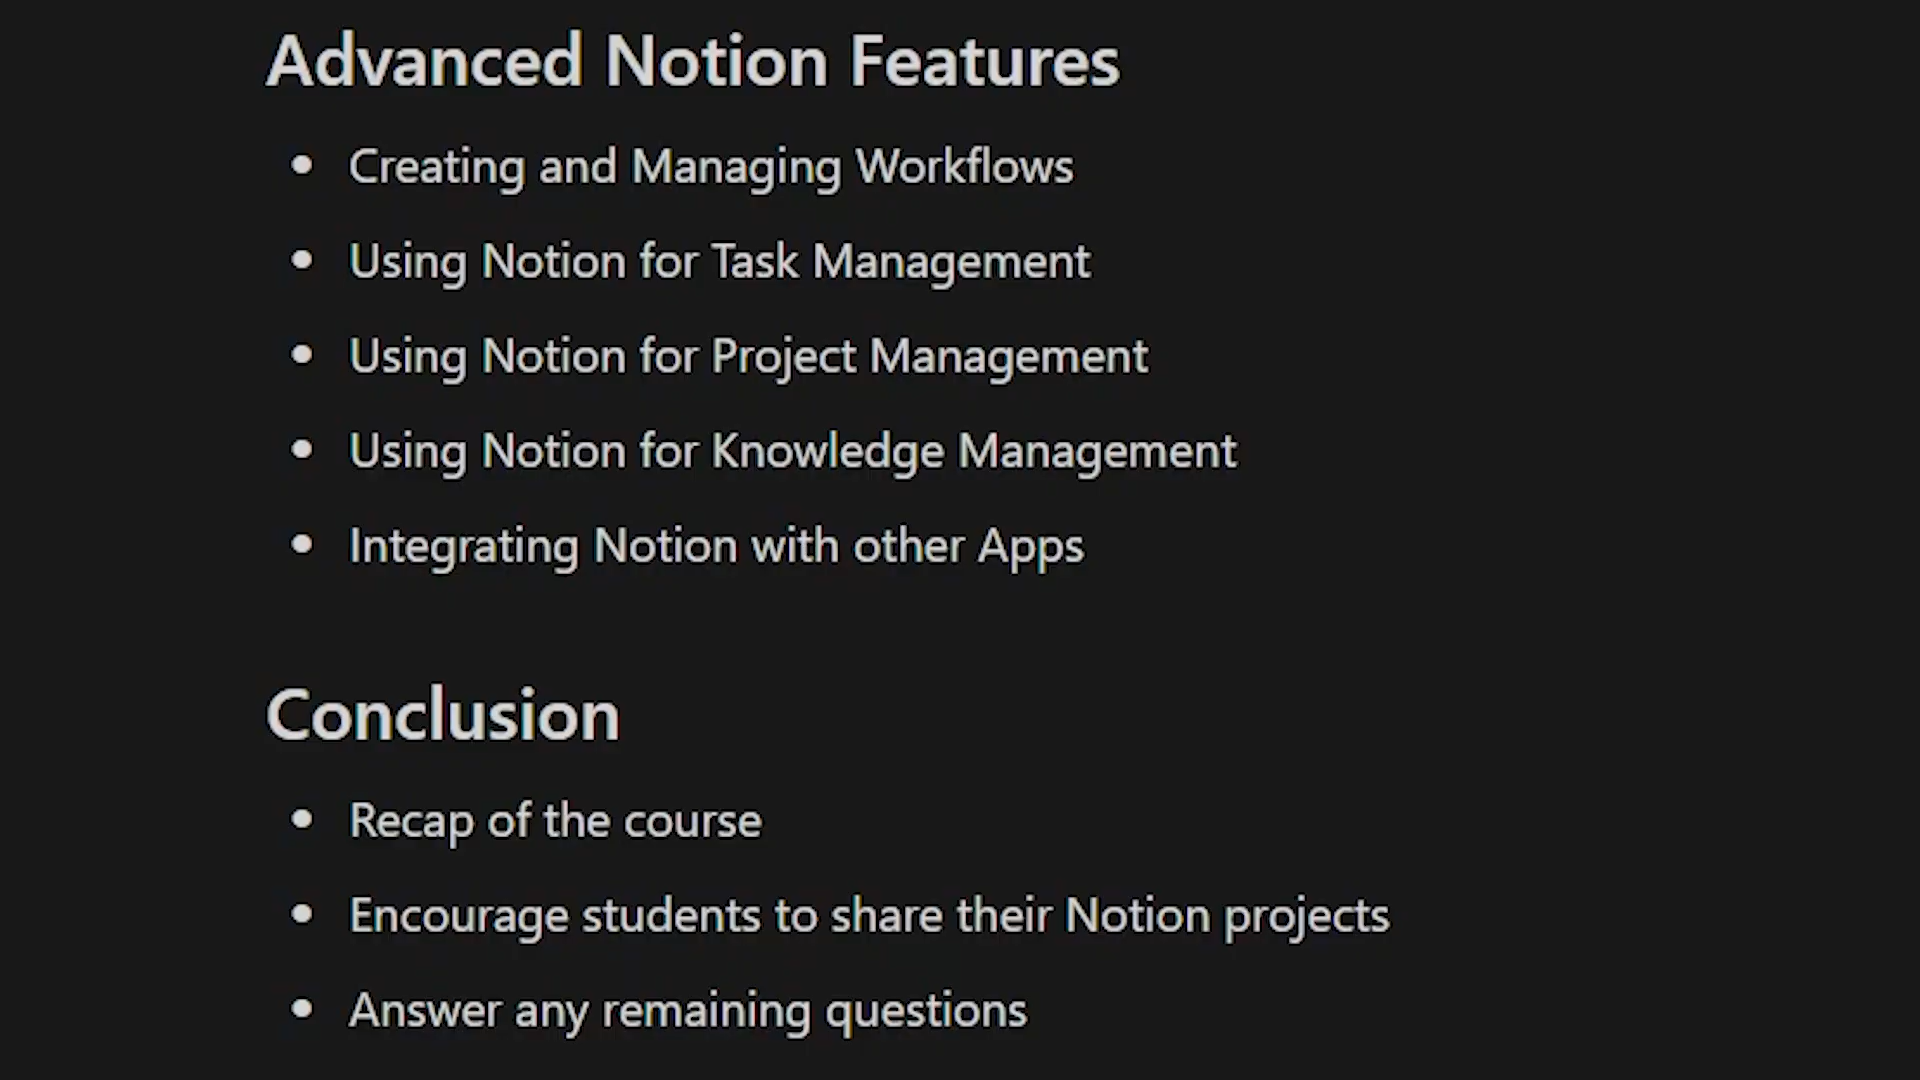 Advanced Notion Features
• Creating and Managing Workflows
• Using Notion for Task Management
• Using Notion for Project Management
• Using Notion for Knowledge Management
• Integrating Notion with other Apps
Conclusion
• Recap of the course
• Encourage students to share their Notion projects
• Answer any remaining questions